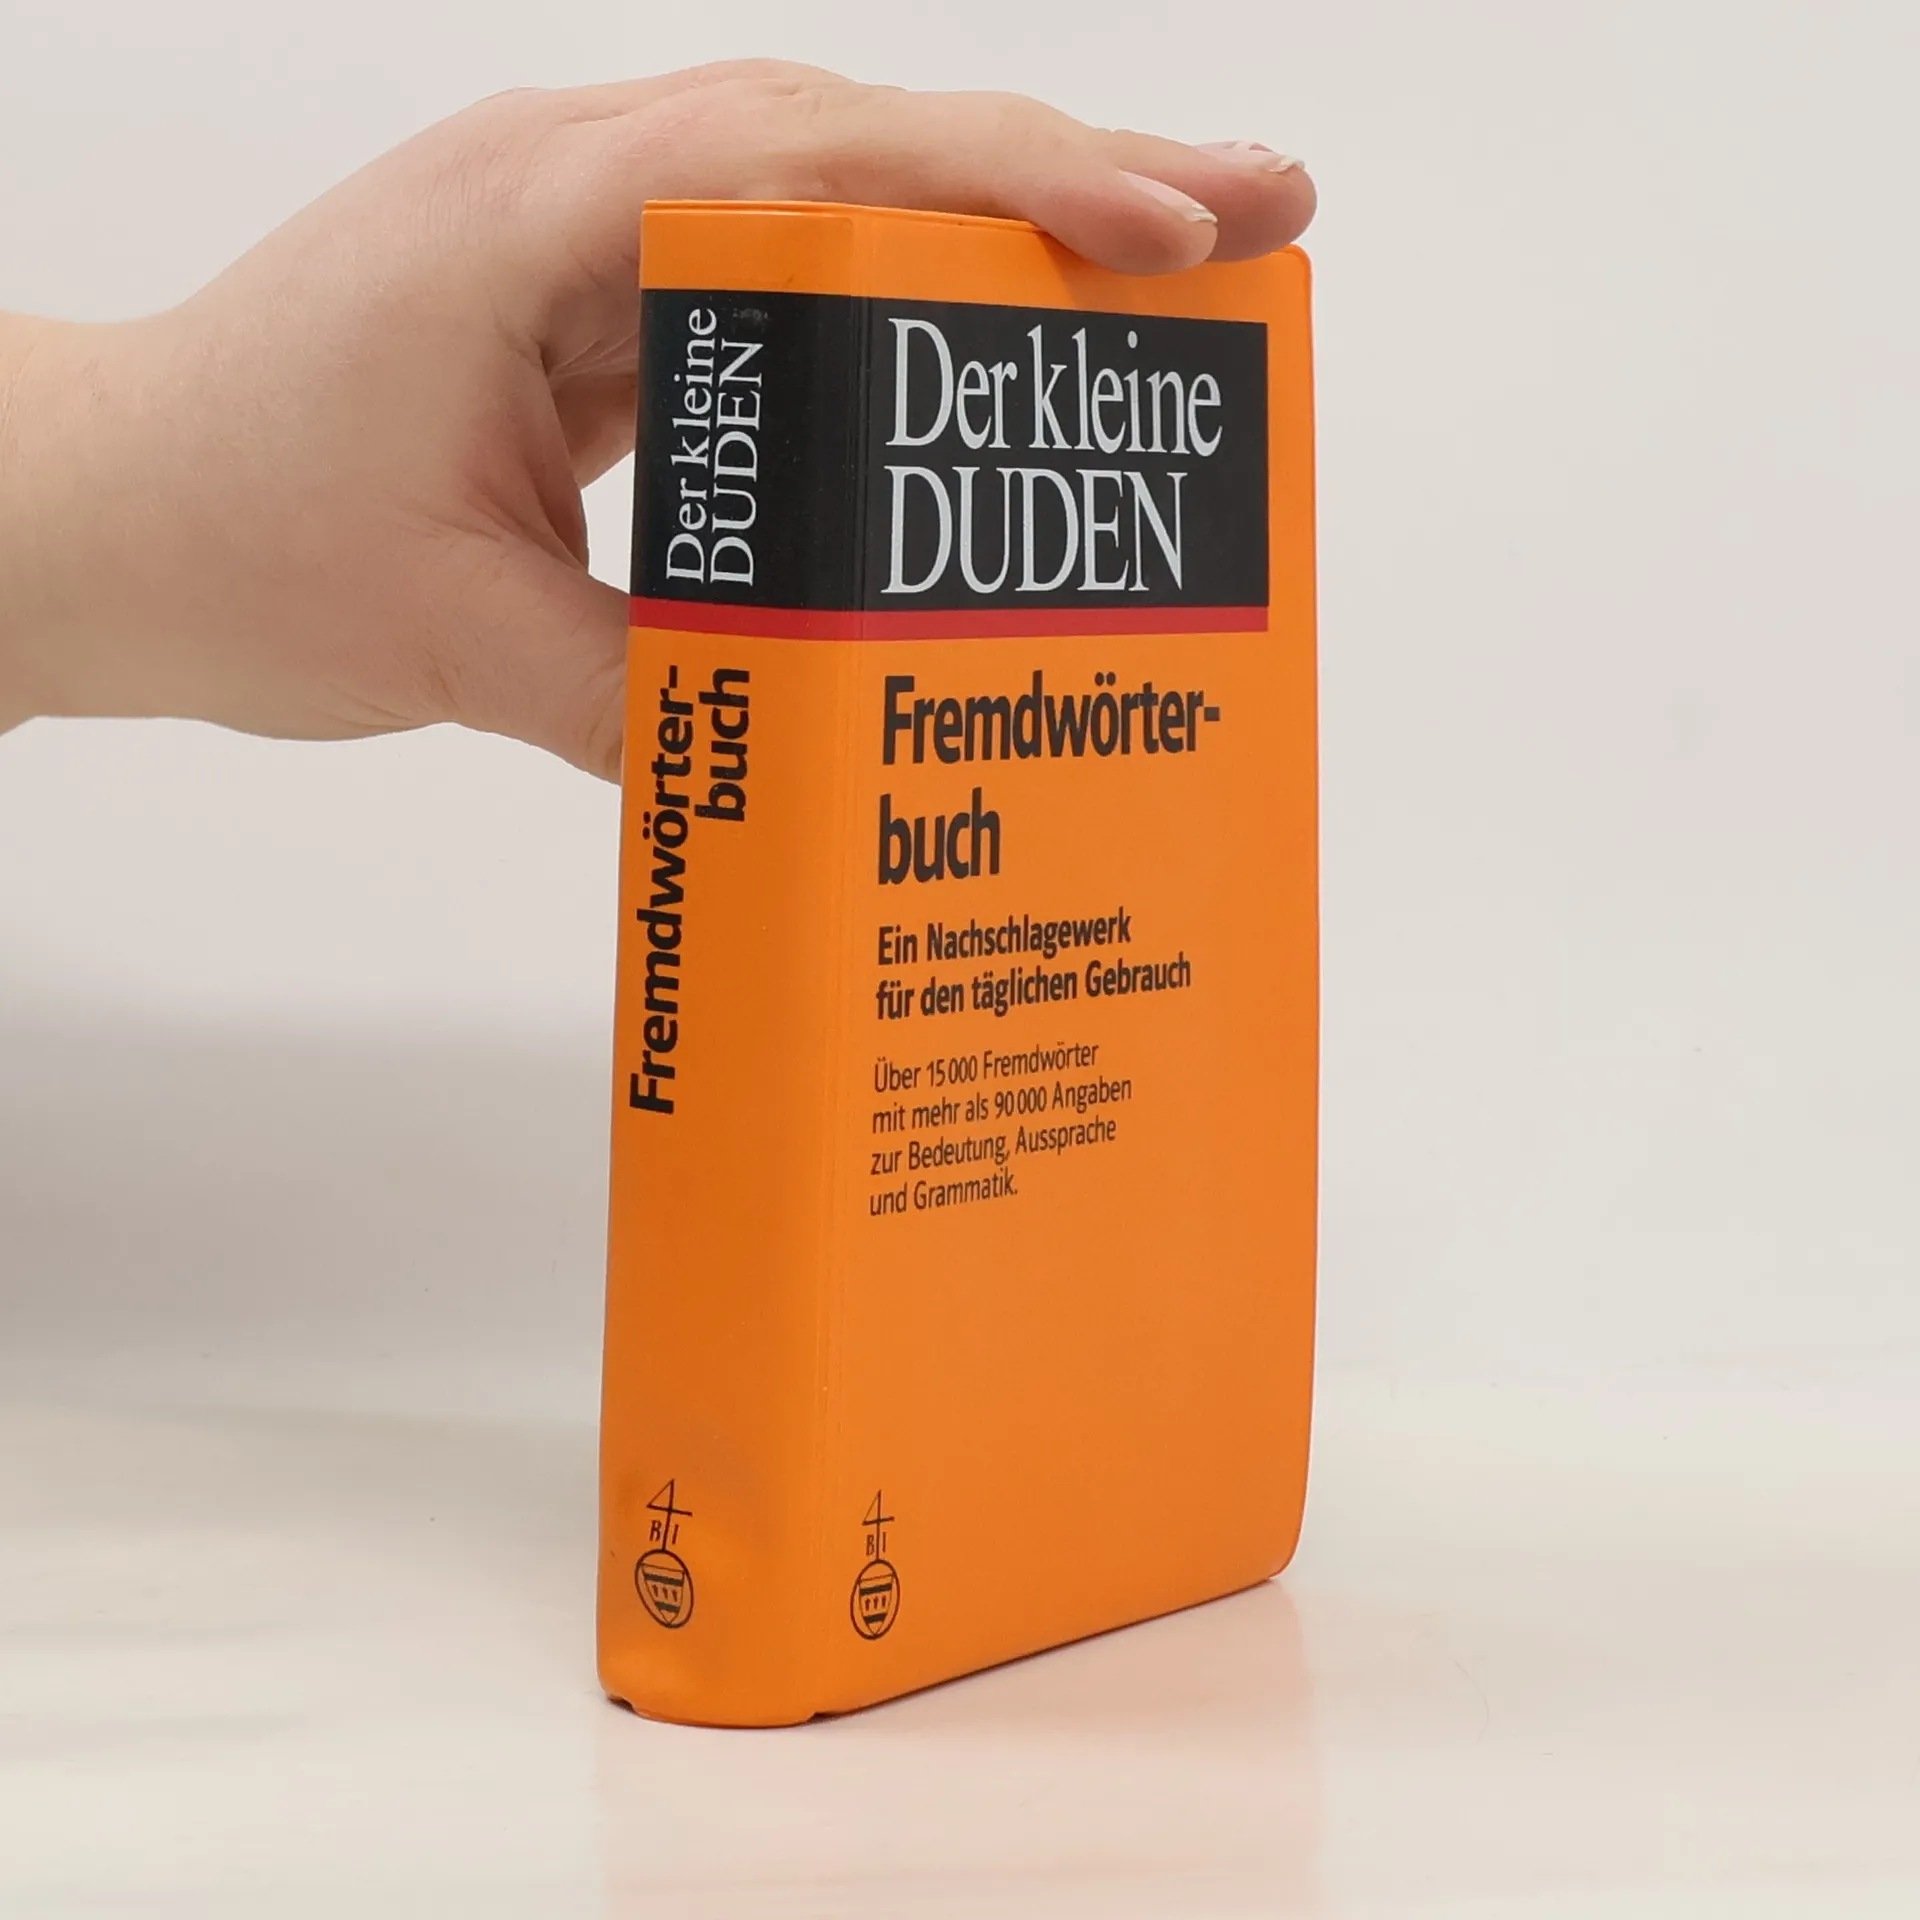 Der kleine
DUDEN
Fremdwörter-
buch
Der kleine
DUDEN
Fremdwörter-
buch
Ein Nachschlagewerk
für den täglichen Gebrauch
Über 15 000 Fremdwörter
mit mehr als 90 000 Angaben
zur Bedeutung, Aussprache
und Grammatik.
B I
B I